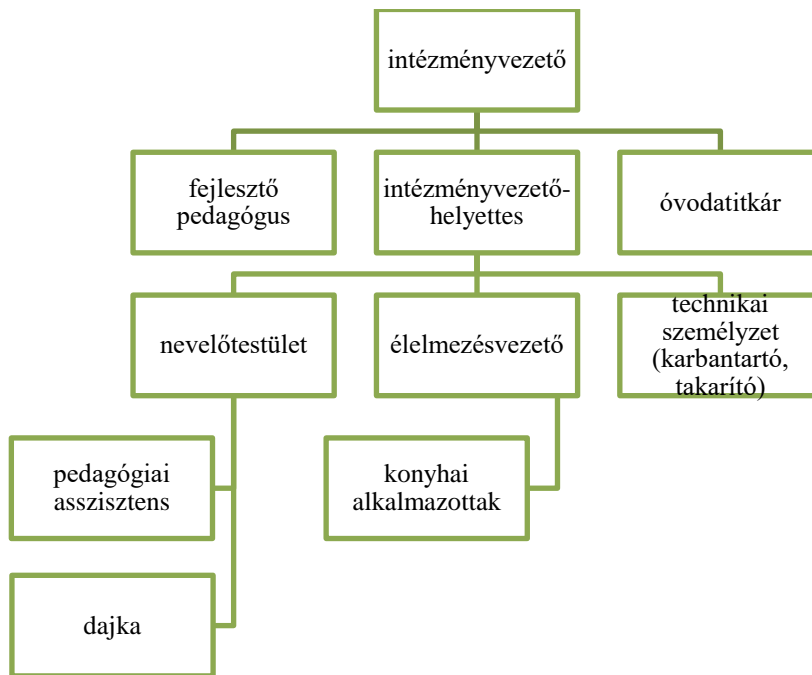 intézményvezető
fejlesztő
pedagógus
intézményvezető-
helyettes
óvodatitkár
nevelőtestület
élelmezésvezető
technikai
személyzet
(karbantartó,
takarító)
pedagógiai
asszisztens
konyhai
alkalmazottak
dajka